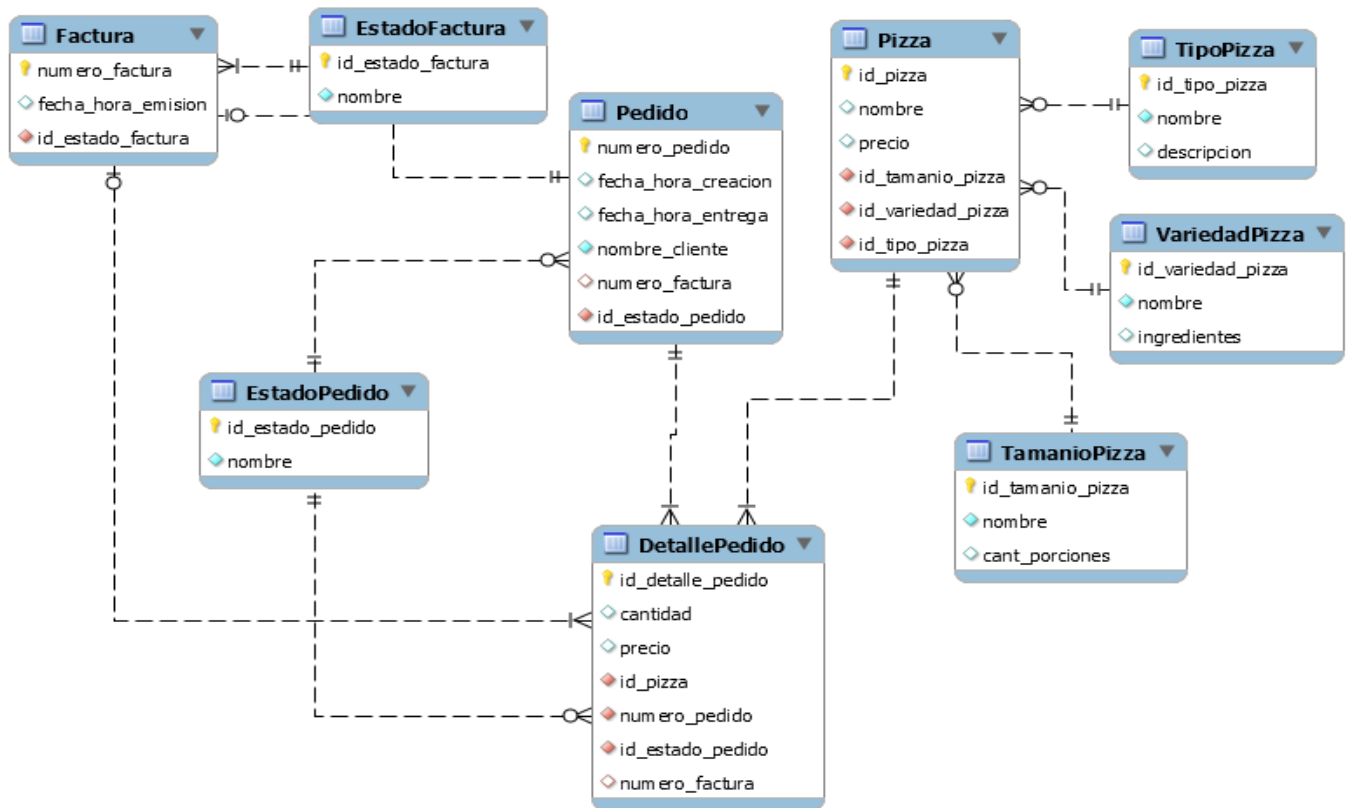 Factura
numero_factura
fecha_hora_emision
id_estado_factura
EstadoFactura
id_estado_factura
nombre
Pedido
numero_pedido
fecha_hora_creacion
fecha_hora_entrega
nombre_cliente
numero_factura
id_estado_pedido
Pizza
id_pizza
nombre
precio
id_tamanio_pizza
id_variedad_pizza
id_tipo_pizza
TipoPizza
id_tipo_pizza
nombre
descripcion
VariedadPizza
id_variedad_pizza
nombre
ingredientes
EstadoPedido
id_estado_pedido
nombre
TamanioPizza
id_tamanio_pizza
nombre
cant_porciones
DetallePedido
id_detalle_pedido
cantidad
precio
id_pizza
numero_pedido
id_estado_pedido
numero_factura